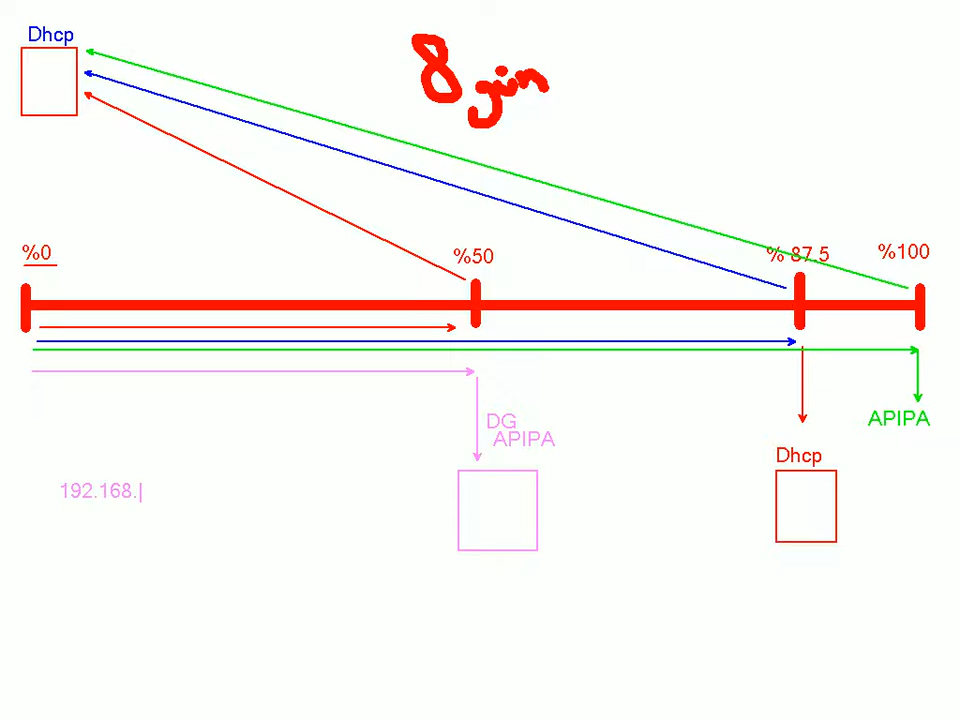 Dhcp
8 gün
%0
%50
% 87.5
%100
DG
APIPA
APIPA
Dhcp
192.168.|